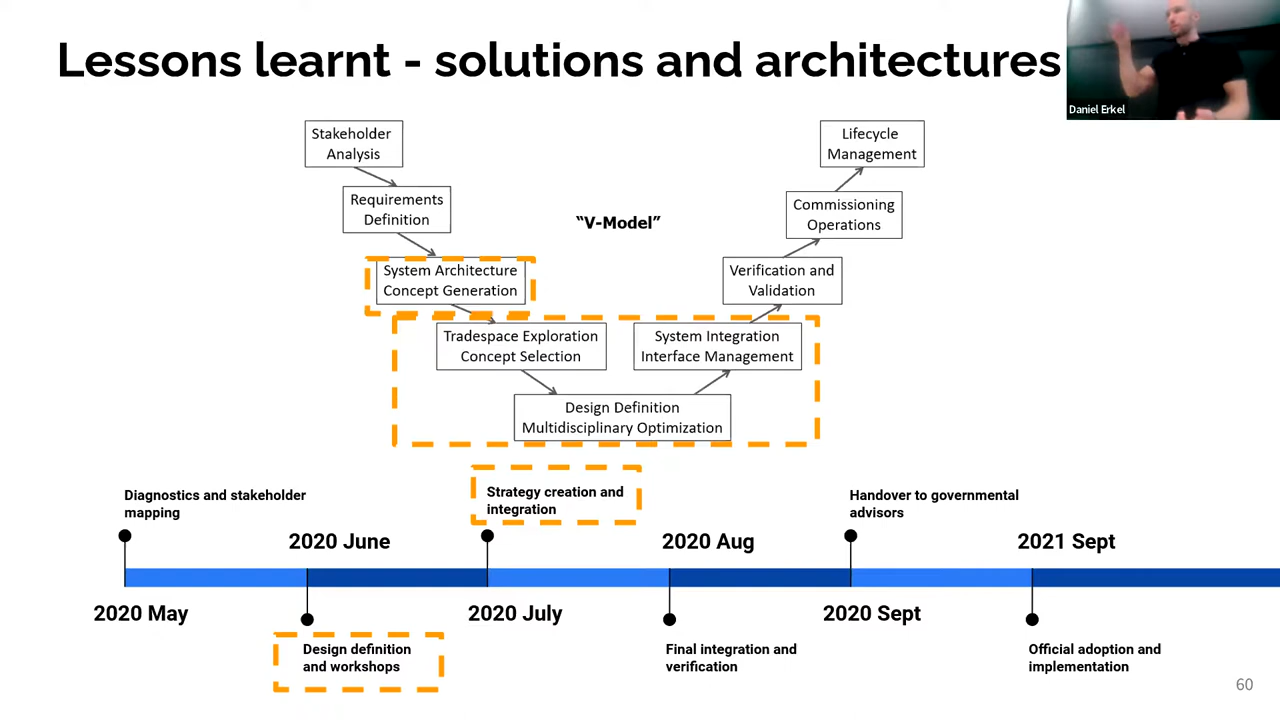 Lessons learnt - solutions and architectures
Daniel Erkel
Stakeholder
Analysis
Requirements
Definition
System Architecture
Concept Generation
Tradespace Exploration
Concept Selection
Design Definition
Multidisciplinary Optimization
"V-Model"
System Integration
Interface Management
Verification and
Validation
Commissioning
Operations
Lifecycle
Management
Diagnostics and stakeholder
mapping
2020 May
2020 June
Design definition
and workshops
Strategy creation and
integration
2020 July
2020 Aug
Final integration and
verification
Handover to governmental
advisors
2020 Sept
2021 Sept
Official adoption and
implementation
60